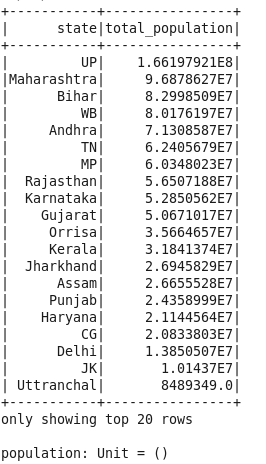 +-----------+----------------+
|      state|total_population|
+-----------+----------------+
|         UP|    1.66197921E8|
|Maharashtra|     9.6878627E7|
|      Bihar|     8.2998509E7|
|         WB|     8.0176197E7|
|     Andhra|     7.1308587E7|
|         TN|     6.2405679E7|
|         MP|     6.0348023E7|
|  Rajasthan|     5.6507188E7|
|  Karnataka|     5.2850562E7|
|    Gujarat|     5.0671017E7|
|     Orrisa|     3.5664657E7|
|     Kerala|     3.1841374E7|
|  Jharkhand|     2.6945829E7|
|      Assam|     2.6655528E7|
|     Punjab|     2.4358999E7|
|    Haryana|     2.1144564E7|
|         CG|     2.0833803E7|
|      Delhi|     1.3850507E7|
|         JK|       1.01437E7|
| Uttranchal|       8489349.0|
+-----------+----------------+
only showing top 20 rows
population: Unit = ()